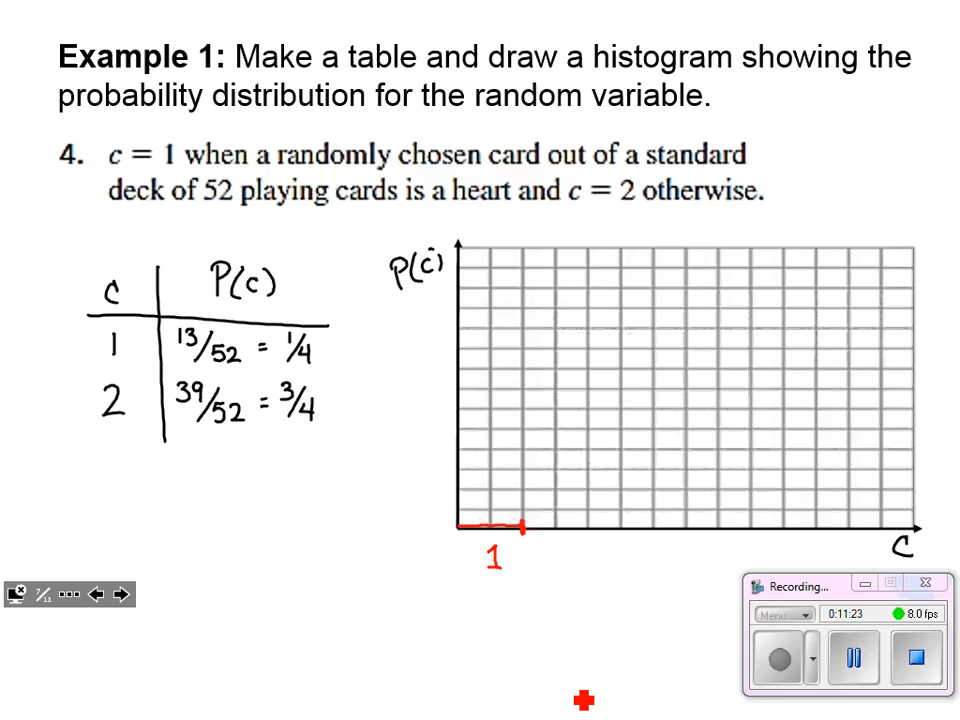 Example 1: Make a table and draw a histogram showing the
probability distribution for the random variable.
4. c = 1 when a randomly chosen card out of a standard
deck of 52 playing cards is a heart and c = 2 otherwise.
C P(c)
1 13/52 = 1/4
2 39/52 = 3/4
P(c)
1
C
7/11
Recording...
Menu 0:11:23 8.0 fps